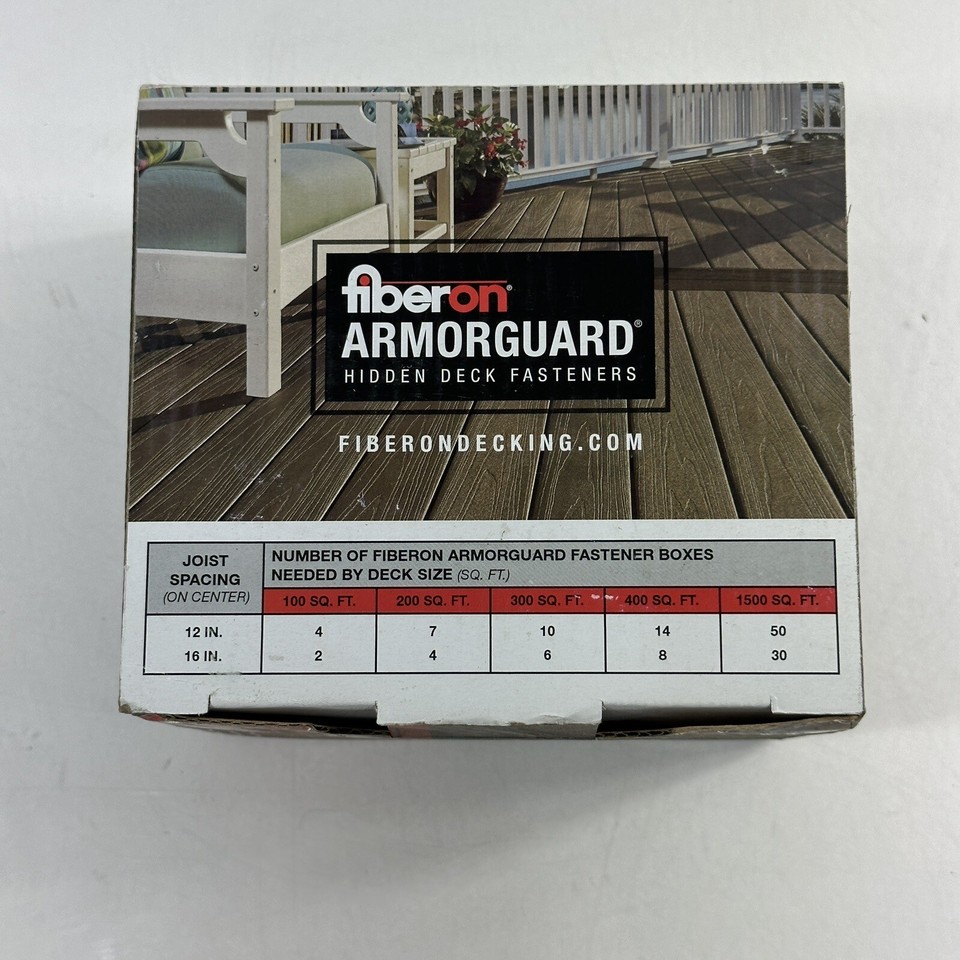 fiberon®
ARMORGUARD®
HIDDEN DECK FASTENERS
FIBERONDECKING.COM
JOIST SPACING (ON CENTER)
NUMBER OF FIBERON ARMORGUARD FASTENER BOXES
NEEDED BY DECK SIZE (SQ. FT.)
100 SQ. FT. 200 SQ. FT. 300 SQ. FT. 400 SQ. FT. 1500 SQ. FT.
12 IN. 4 7 10 14 50
16 IN. 2 4 6 8 30